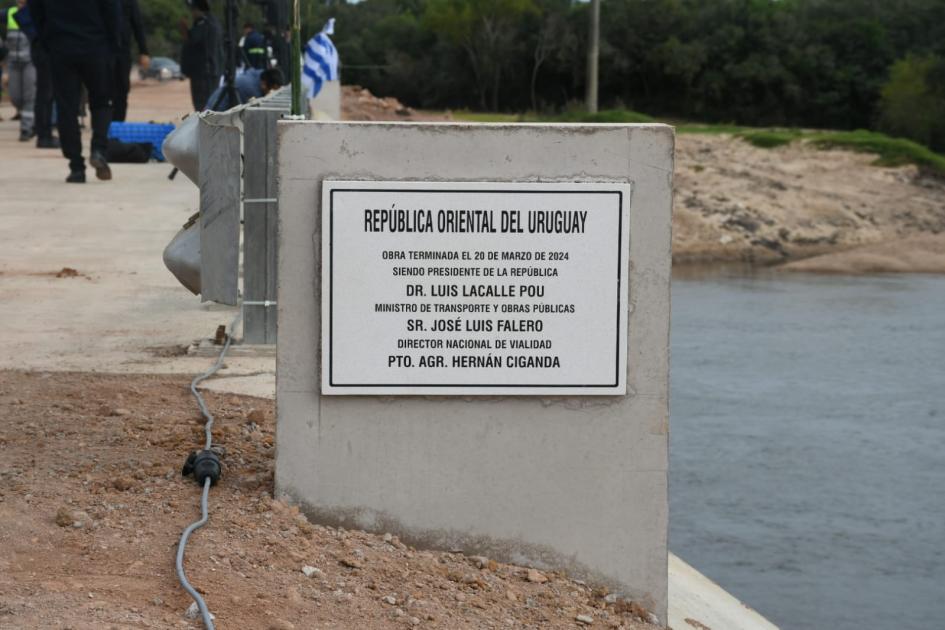 REPÚBLICA ORIENTAL DEL URUGUAY
OBRA TERMINADA EL 20 DE MARZO DE 2024
SIENDO PRESIDENTE DE LA REPÚBLICA
DR. LUIS LACALLE POU
MINISTRO DE TRANSPORTE Y OBRAS PÚBLICAS
SR. JOSÉ LUIS FALERO
DIRECTOR NACIONAL DE VIALIDAD
PTO. AGR. HERNÁN CIGANDA